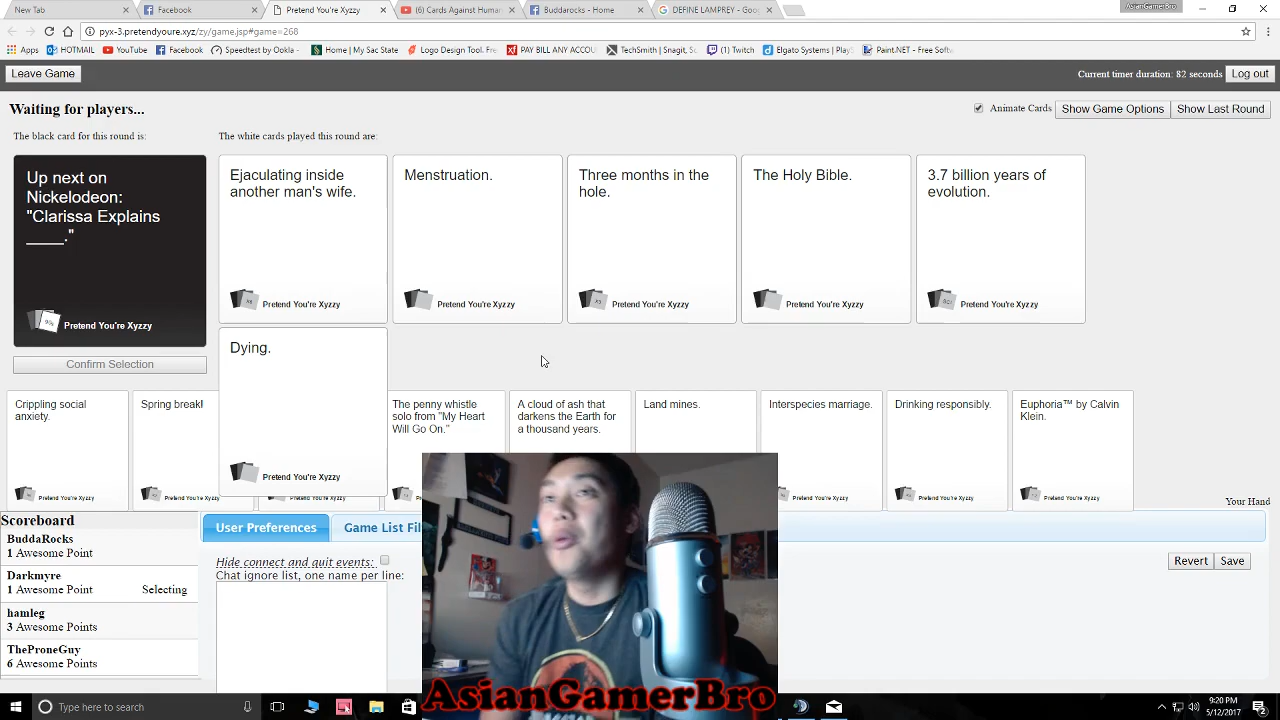 New Tab
Facebook
Pretend You're Xyzzy
(6) Cards Against Human
Buddarocks - Home
DEFINE LAMPREY - Goo
AsianGamerBro
pyx-3.pretendyoure.xyz/zy/game.jsp#game=268
Apps
HOTMAIL
YouTube
Facebook
Speedtest by Ookla -
Home | My Sac State
Logo Design Tool: Free
PAY BILL ANY ACCOU
TechSmith | Snagit, Sc
(1) Twitch
Elgato Systems | Play
Paint.NET - Free Softw
Leave Game
Current timer duration: 82 seconds
Log out
Waiting for players...
Animate Cards
Show Game Options
Show Last Round
The black card for this round is:
The white cards played this round are:
Up next on
Nickelodeon:
"Clarissa Explains
____."
Pretend You're Xyzzy
Ejaculating inside
another man's wife.
Pretend You're Xyzzy
Menstruation.
Pretend You're Xyzzy
Three months in the
hole.
Pretend You're Xyzzy
The Holy Bible.
Pretend You're Xyzzy
3.7 billion years of
evolution.
Pretend You're Xyzzy
Confirm Selection
Dying.
Pretend You're Xyzzy
Crippling social
anxiety.
Pretend You're Xyzzy
Spring break!
Pretend You're Xyzzy
Pretend You're Xyzzy
The penny whistle
solo from "My Heart
Will Go On."
A cloud of ash that
darkens the Earth for
a thousand years.
Land mines.
Interspecies marriage.
Pretend You're Xyzzy
Drinking responsibly.
Pretend You're Xyzzy
Euphoria™ by Calvin
Klein.
Pretend You're Xyzzy
Your Hand
Scoreboard
BuddaRocks
1 Awesome Point
Darkmyre
1 Awesome Point
Selecting
hamleg
3 Awesome Points
TheProneGuy
6 Awesome Points
User Preferences
Game List Fil
Hide connect and quit events:
Chat ignore list, one name per line:
Revert
Save
AsianGamerBro
Type here to search
9:20 PM
5/12/2017